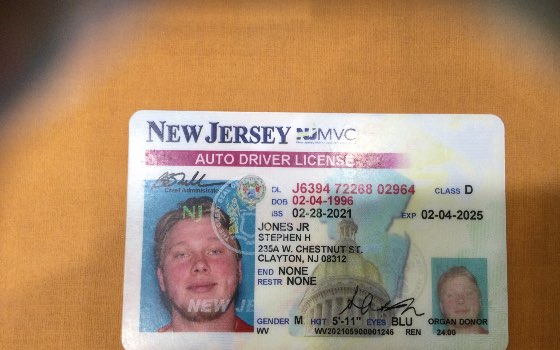 NEW JERSEY NJMVC
AUTO DRIVER LICENSE
Chief Administrator
NJ
DL J6394 72268 02964 CLASS D
DOB 02-04-1996
ISS 02-28-2021 EXP 02-04-2025
JONES JR
STEPHEN H
235A W. CHESTNUT ST.
CLAYTON, NJ 08312
END NONE
RESTR NONE
NEW JERSEY
GENDER M HGT 5'-11" EYES BLU ORGAN DONOR
WV WV202105900001246 REN 24.00